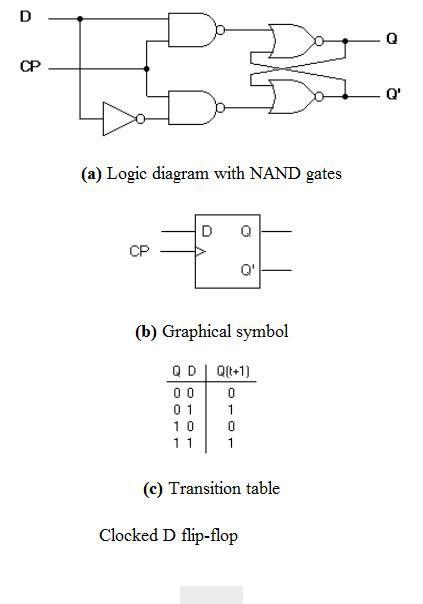 D
Q
CP
Q'
(a) Logic diagram with NAND gates
D Q
CP
Q'
(b) Graphical symbol
Q D Q(t+1)
0 0 0
0 1 1
1 0 0
1 1 1
(c) Transition table
Clocked D flip-flop